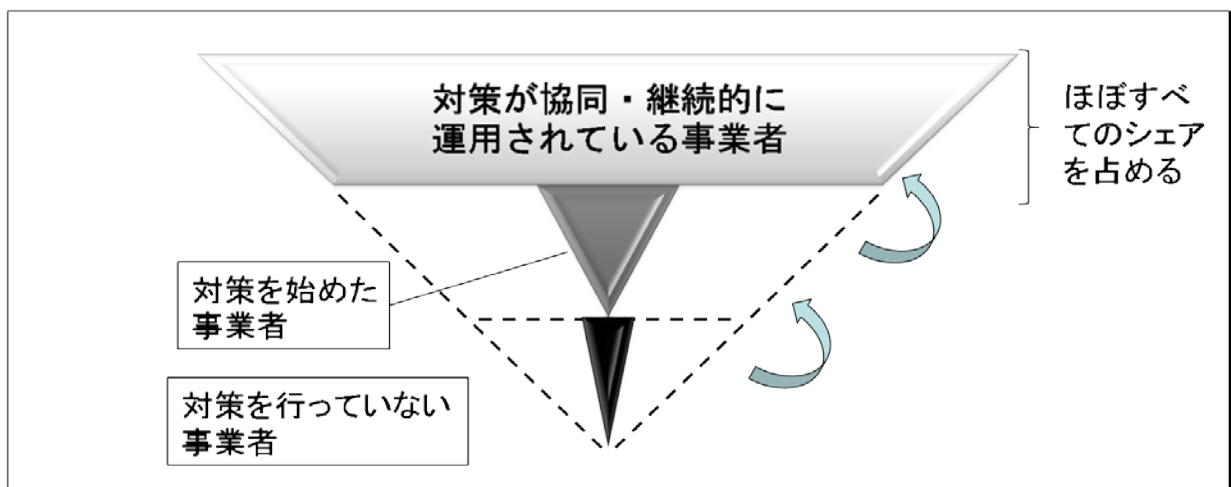 対策が協同・継続的に
運用されている事業者
ほぼすべ
てのシェア
を占める
対策を始めた
事業者
対策を行っていない
事業者